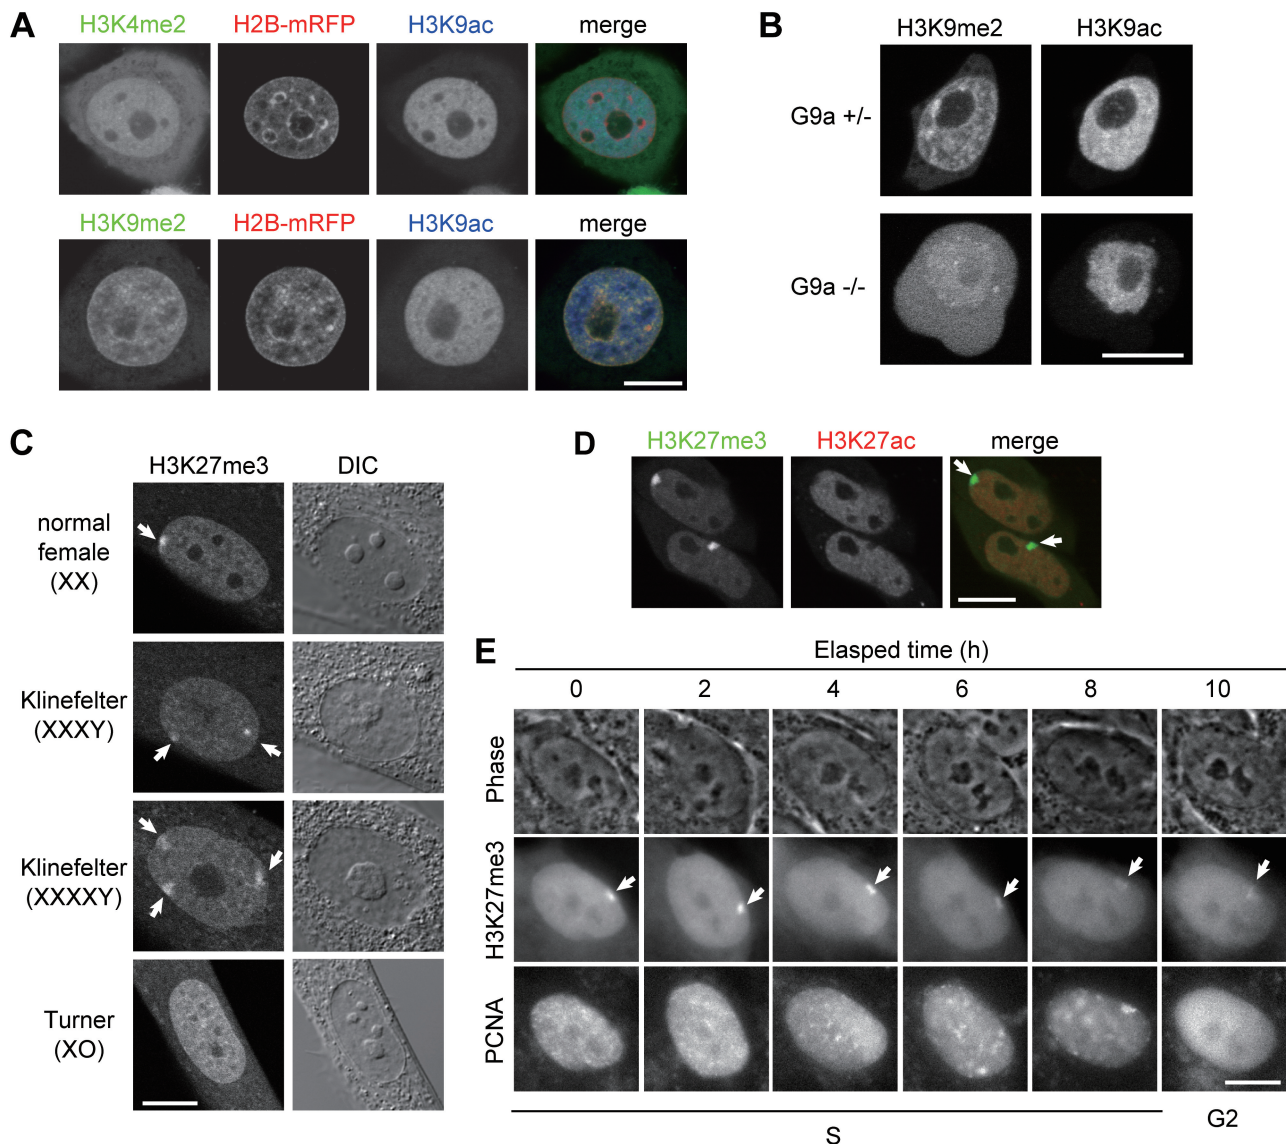 A
H3K4me2 H2B-mRFP H3K9ac merge
H3K9me2 H2B-mRFP H3K9ac merge
B
H3K9me2 H3K9ac
G9a +/-
G9a -/-
C
H3K27me3 DIC
normal
female
(XX)
Klinefelter
(XXXY)
Klinefelter
(XXXXY)
Turner
(XO)
D
H3K27me3 H3K27ac merge
E
Elasped time (h)
0 2 4 6 8 10
Phase
H3K27me3
PCNA
S G2